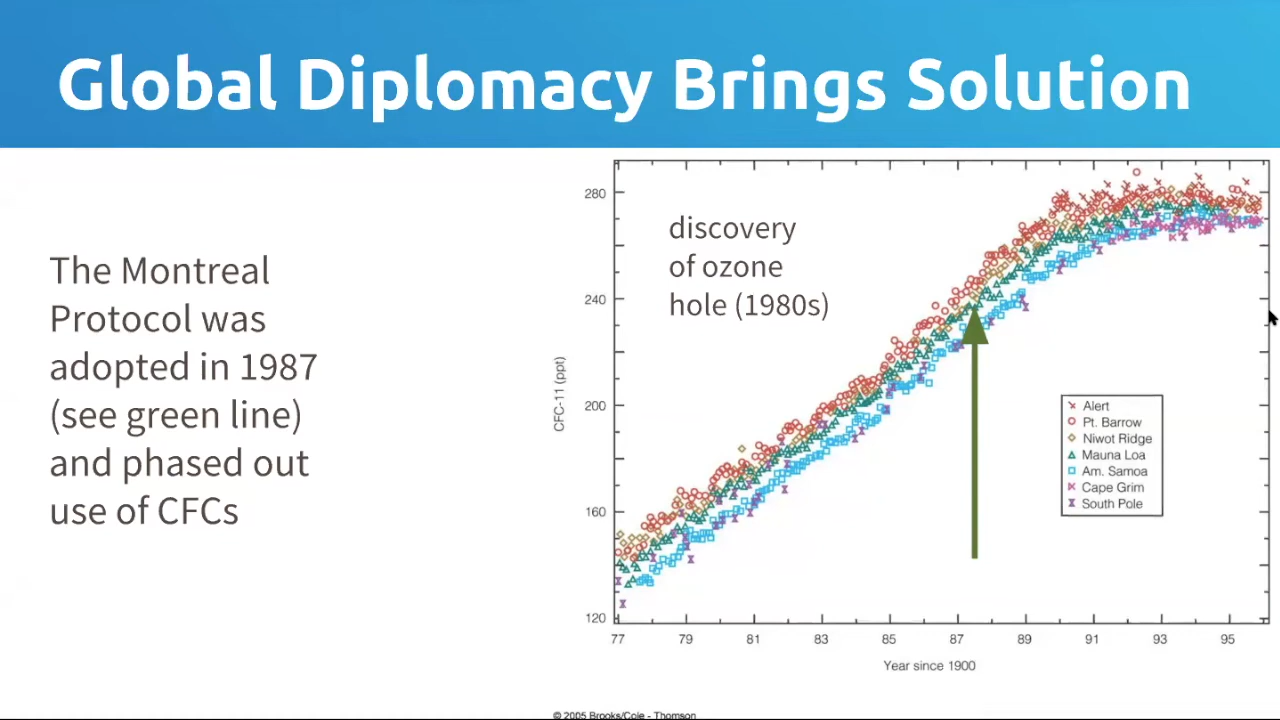 Global Diplomacy Brings Solution
The Montreal
Protocol was
adopted in 1987
(see green line)
and phased out
use of CFCs
discovery
of ozone
hole (1980s)
280
240
200
160
120
CFC-11 (ppt)
Alert
Pt. Barrow
Niwot Ridge
Mauna Loa
Am. Samoa
Cape Grim
South Pole
77 79 81 83 85 87 89 91 93 95
Year since 1900
© 2005 Brooks/Cole - Thomson